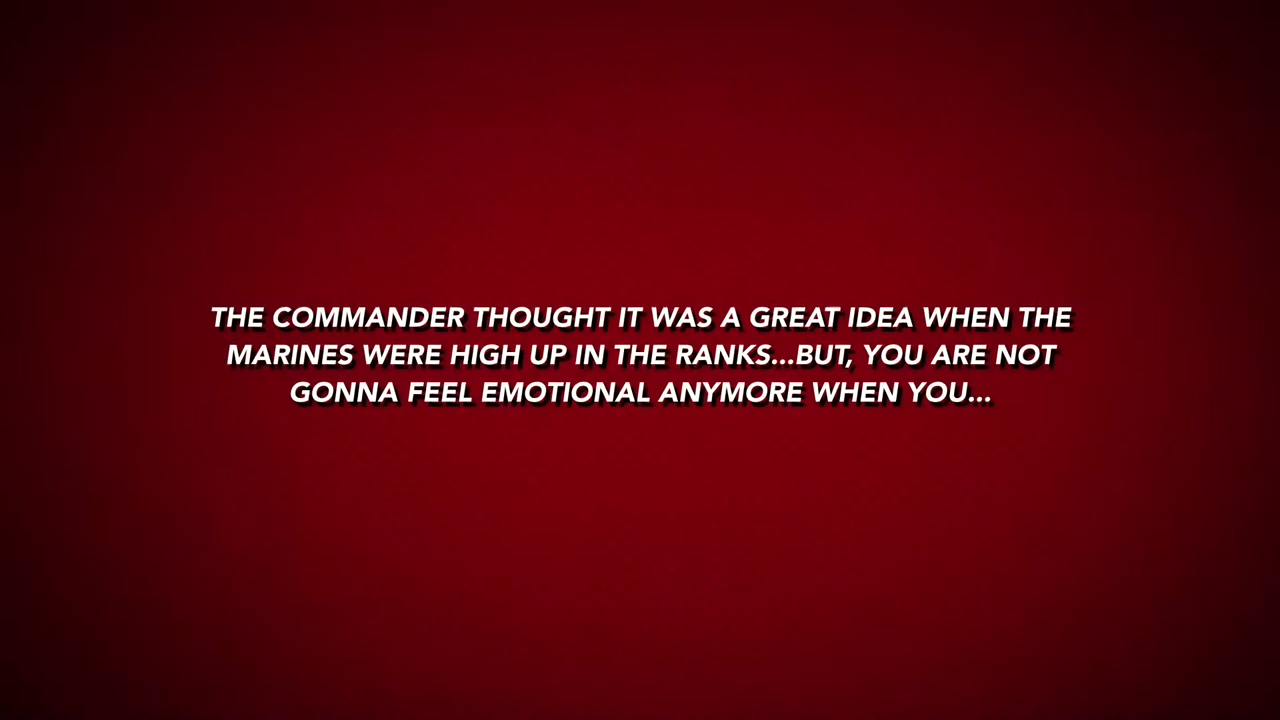 THE COMMANDER THOUGHT IT WAS A GREAT IDEA WHEN THE
MARINES WERE HIGH UP IN THE RANKS...BUT, YOU ARE NOT
GONNA FEEL EMOTIONAL ANYMORE WHEN YOU...